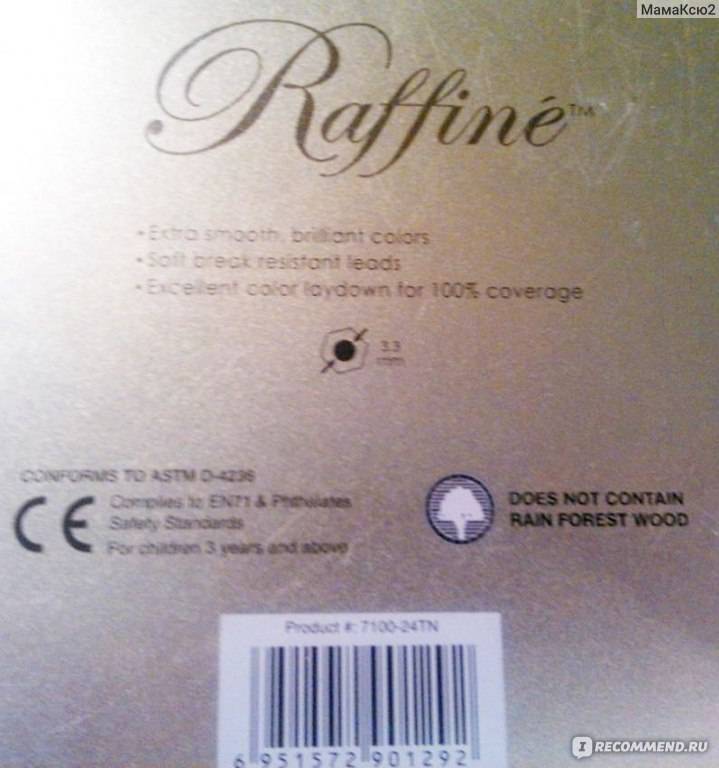 МамаКсю2
Raffiné™
• Extra smooth, brilliant colors
• Soft break resistant leads
• Excellent color laydown for 100% coverage
3.3
mm
CONFORMS TO ASTM D-4236
CE
Complies to EN71 & Phthalates
Safety Standards
For children 3 years and above
DOES NOT CONTAIN
RAIN FOREST WOOD
Product #: 7100-24TN
6 951572 901292
IRECOMMEND.RU